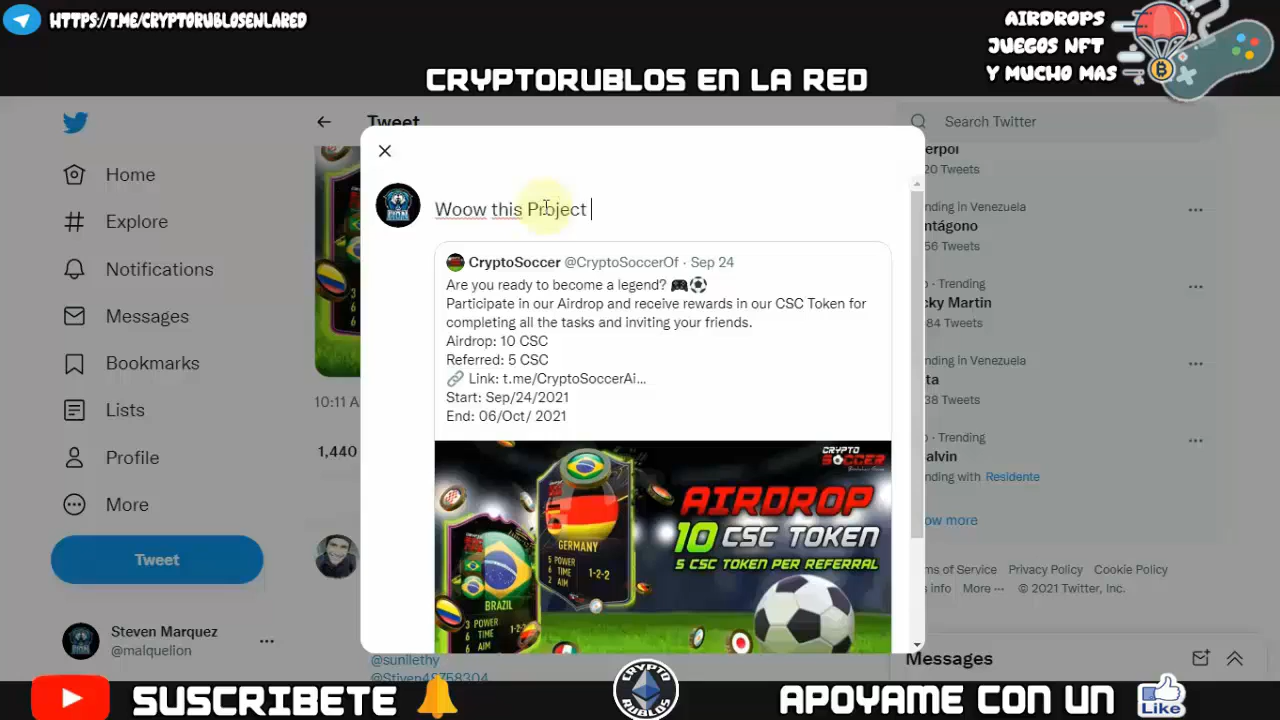 HTTPS://T.ME/CRYPTORUBLOSENLARED
AIRDROPS
JUEGOS NFT
Y MUCHO MAS
CRYPTORUBLOS EN LA RED
Tweet
Search Twitter
Home
Explore
Notifications
Messages
Bookmarks
Lists
Profile
More
Tweet
Steven Marquez
@malquelion
10:11 A
1,440
Woow this Project
CryptoSoccer @CryptoSoccerOf · Sep 24
Are you ready to become a legend? 🎮⚽
Participate in our Airdrop and receive rewards in our CSC Token for
completing all the tasks and inviting your friends.
Airdrop: 10 CSC
Referred: 5 CSC
🔗 Link: t.me/CryptoSoccerAi...
Start: Sep/24/2021
End: 06/Oct/ 2021
CRYPTO
SOCCER
AIRDROP
10 CSC TOKEN
5 CSC TOKEN PER REFERRAL
GERMANY
5 POWER
6 TIME
2 AIM
1-2-2
BRAZIL
3 POWER
6 TIME
AIM
1-2-2
@sunilethy
@Stiven48758304
erpol
20 Tweets
nding in Venezuela
ntágono
56 Tweets
o · Trending
cky Martin
84 Tweets
nding in Venezuela
ta
38 Tweets
o · Trending
alvin
nding with Residente
ow more
ms of Service Privacy Policy Cookie Policy
s info More ··· © 2021 Twitter, Inc.
Messages
SUSCRIBETE
CRYPTO
RUBLOS
APOYAME CON UN
Like